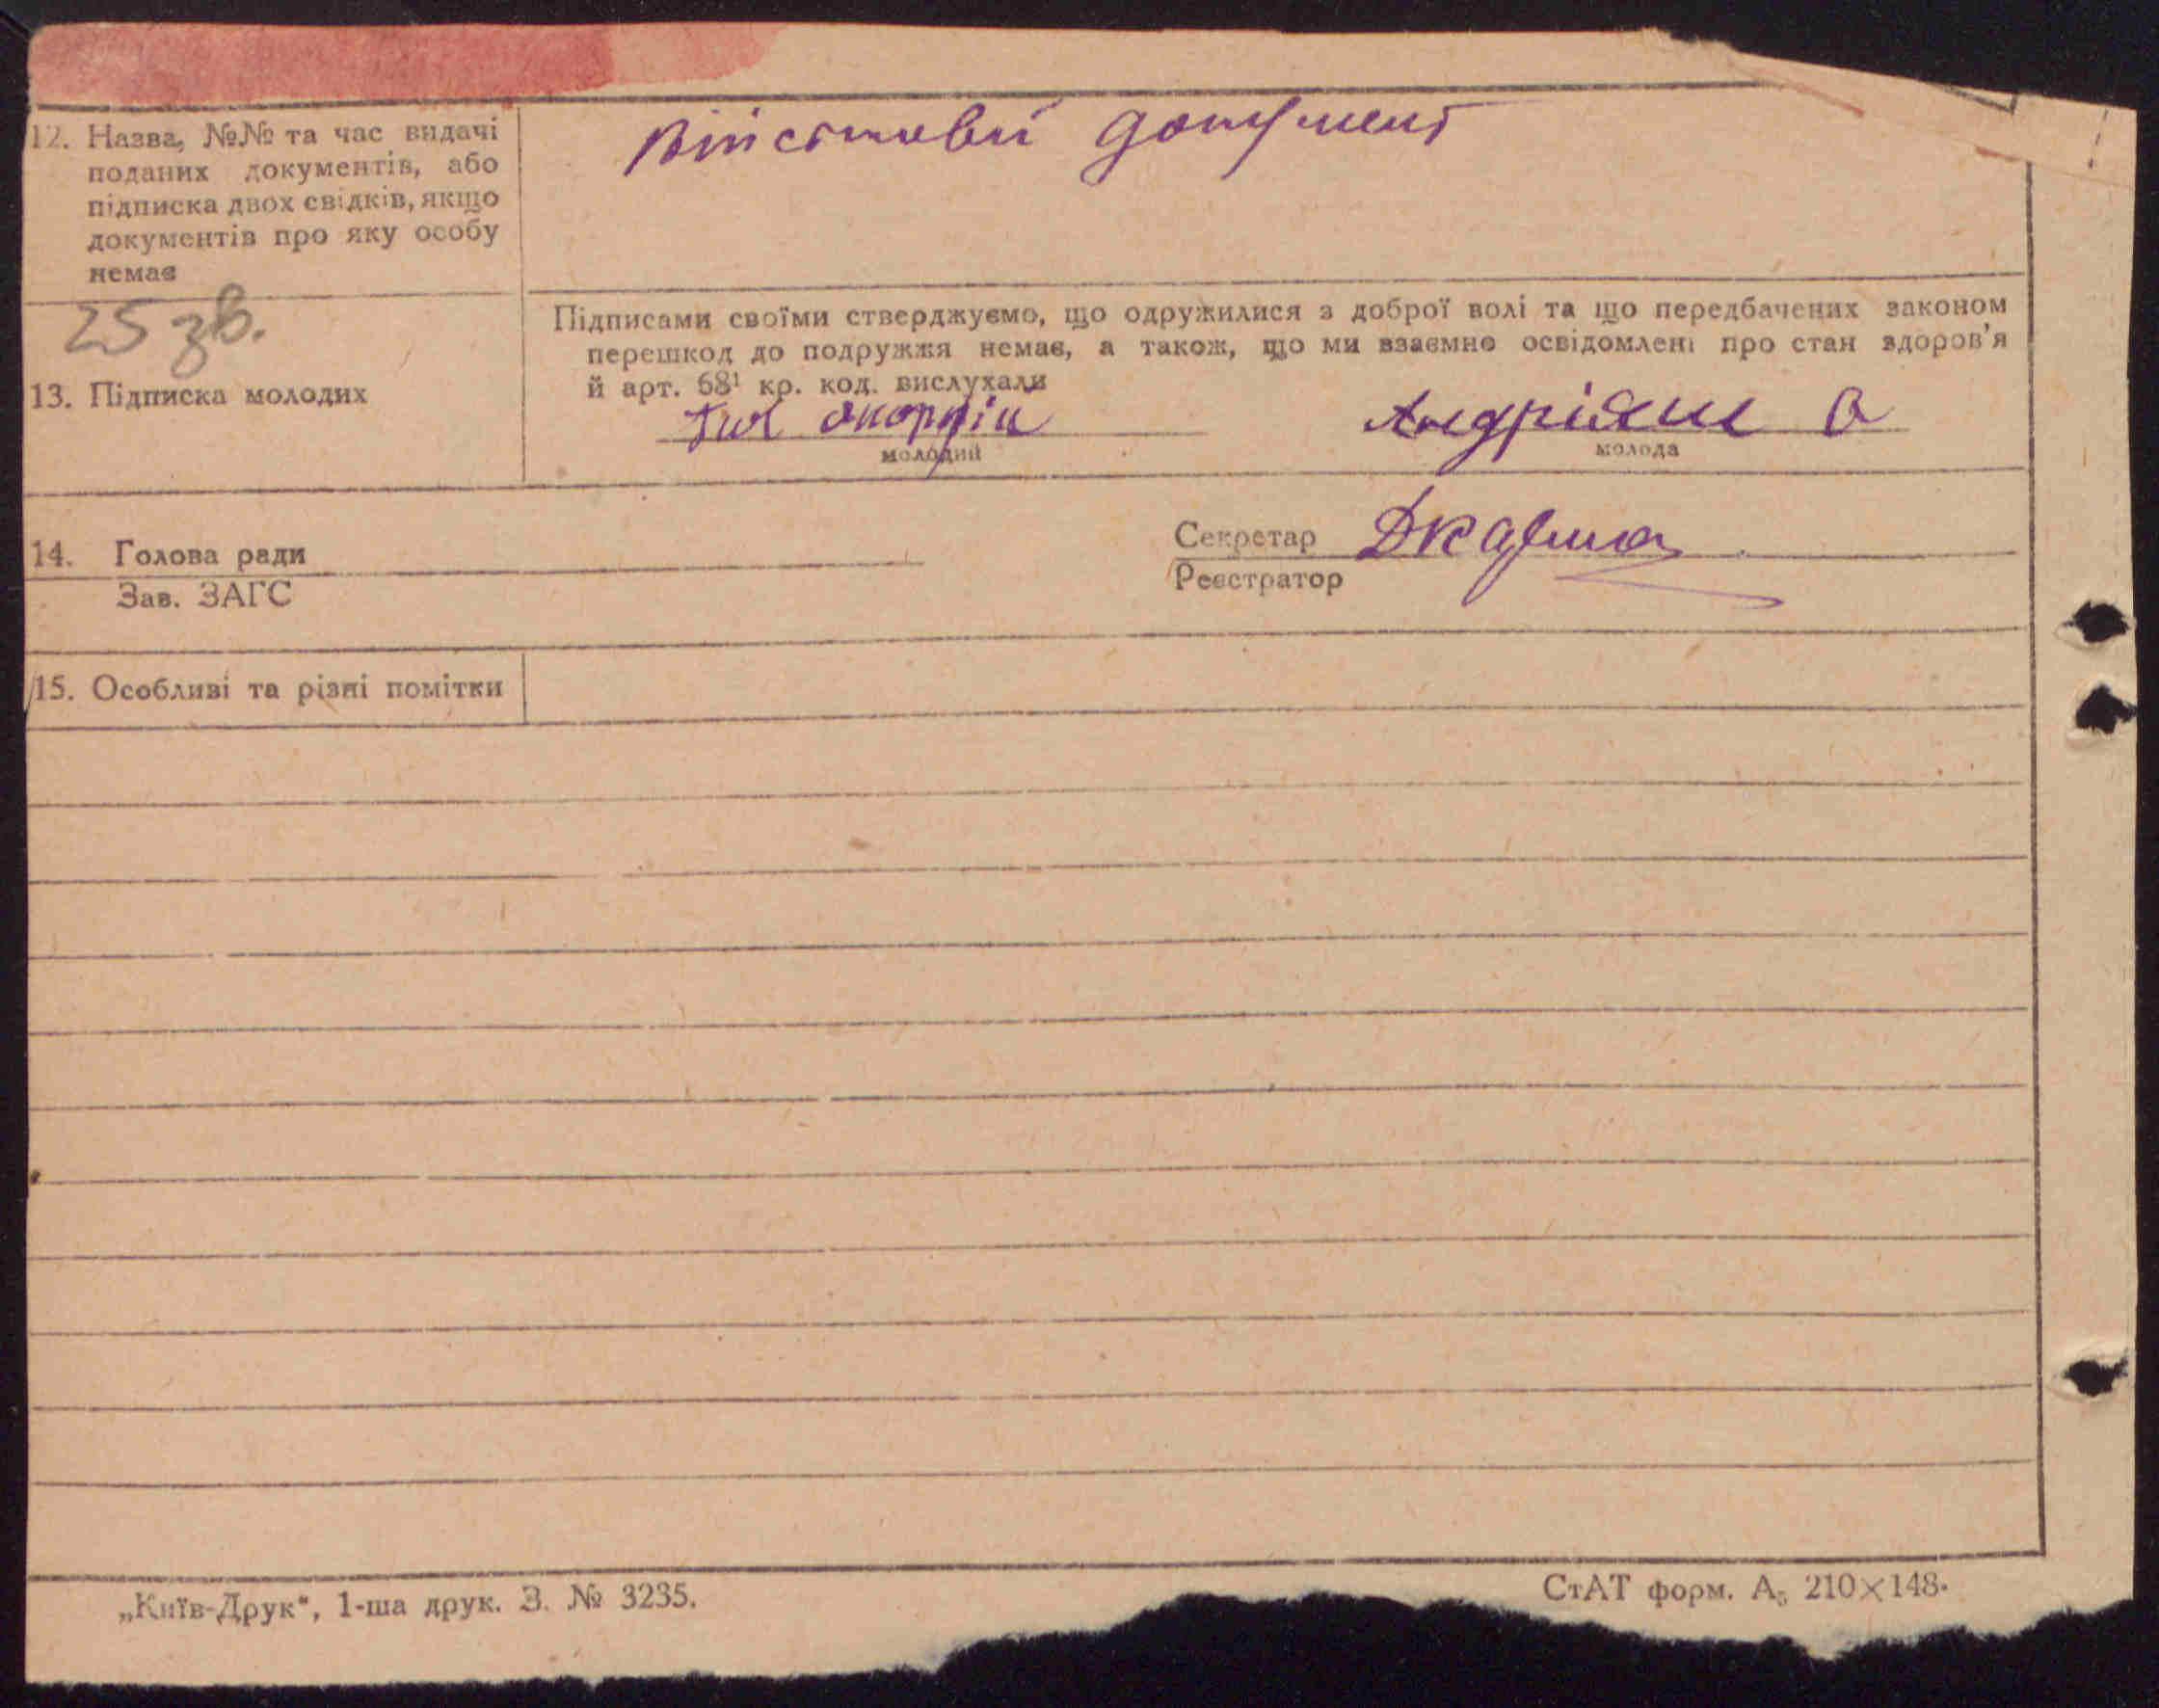 12. Назва, №№ та час видачі
поданих документів, або
підписка двох свідків, якщо
документів про яку особу
немає
документ
25 зв.
Підписами своїми стверджуємо, що одружилися з доброї волі та що передбачених законом
перешкод до подружжя немає, а також, що ми взаємно освідомлені про стан здоров'я
й арт. 68¹ кр. код. вислухали
13. Підписка молодих
молодий
молода
14. Голова ради
Зав. ЗАГС
Секретар
Реєстратор
15. Особливі та різні помітки
„Київ-Друк", 1-ша друк. З. № 3235.
СтАТ форм. А₅ 210×148.